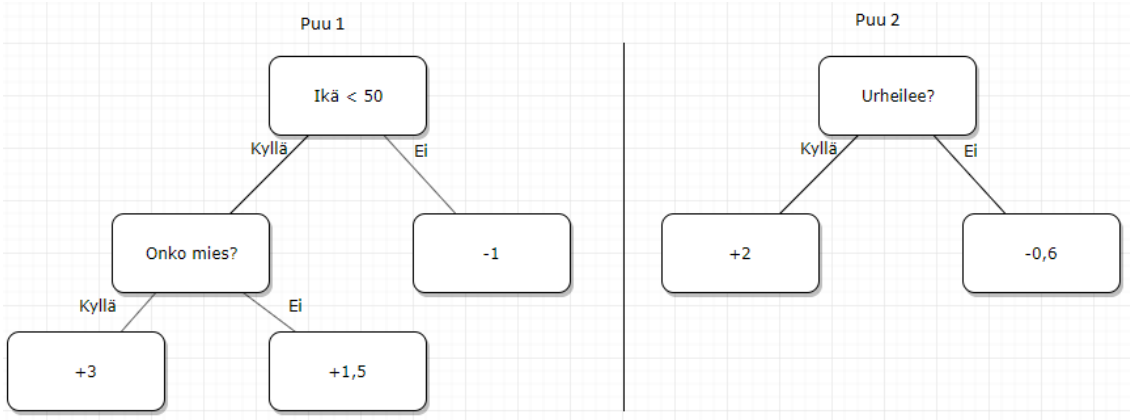 Puu 1
Ikä < 50
Kyllä
Ei
Onko mies?
-1
Kyllä
Ei
+3
+1,5
Puu 2
Urheilee?
Kyllä
Ei
+2
-0,6